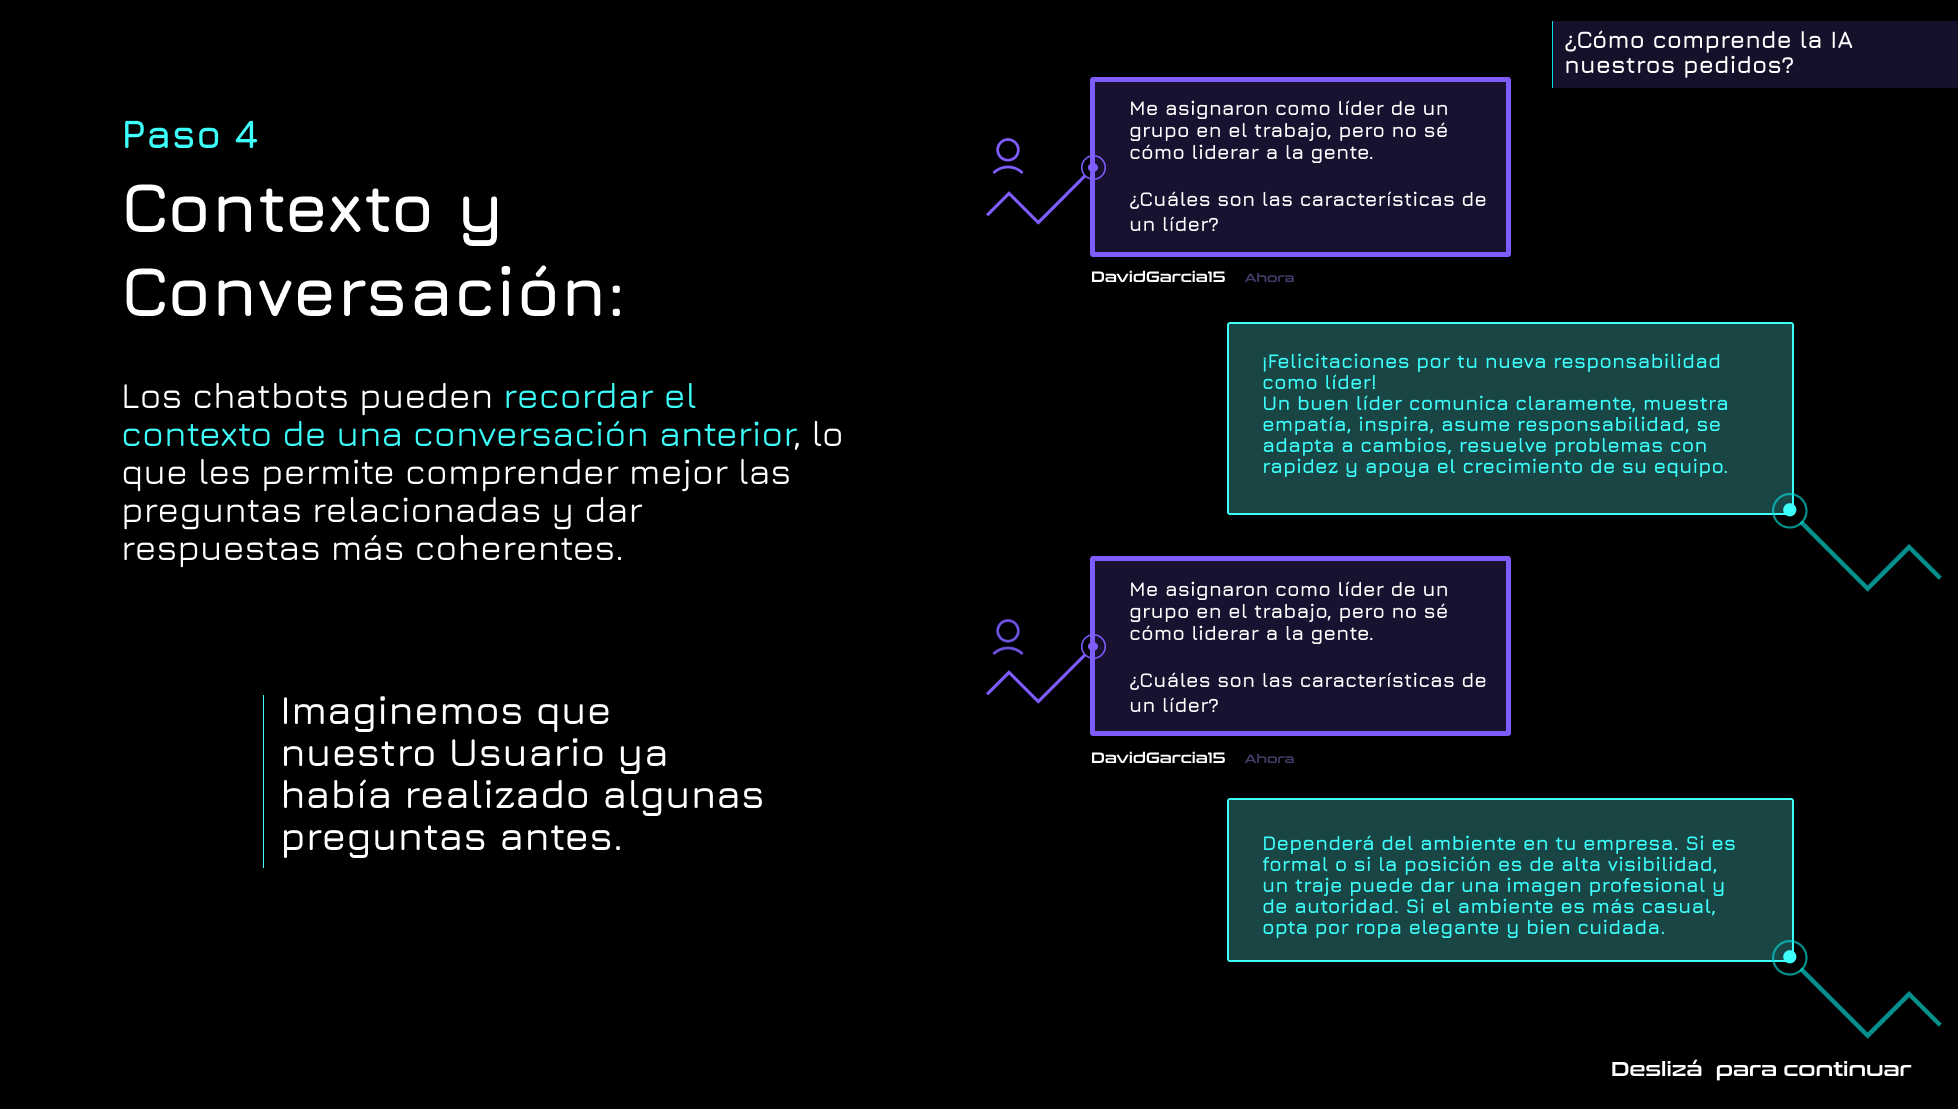 ¿Cómo comprende la IA
nuestros pedidos?
Paso 4
Contexto y
Conversación:
Los chatbots pueden recordar el
contexto de una conversación anterior, lo
que les permite comprender mejor las
preguntas relacionadas y dar
respuestas más coherentes.
Imaginemos que
nuestro Usuario ya
había realizado algunas
preguntas antes.
Me asignaron como líder de un
grupo en el trabajo, pero no sé
cómo liderar a la gente.
¿Cuáles son las características de
un líder?
DavidGarcia15 Ahora
¡Felicitaciones por tu nueva responsabilidad
como líder!
Un buen líder comunica claramente, muestra
empatía, inspira, asume responsabilidad, se
adapta a cambios, resuelve problemas con
rapidez y apoya el crecimiento de su equipo.
Me asignaron como líder de un
grupo en el trabajo, pero no sé
cómo liderar a la gente.
¿Cuáles son las características de
un líder?
DavidGarcia15 Ahora
Dependerá del ambiente en tu empresa. Si es
formal o si la posición es de alta visibilidad,
un traje puede dar una imagen profesional y
de autoridad. Si el ambiente es más casual,
opta por ropa elegante y bien cuidada.
Deslizá para continuar